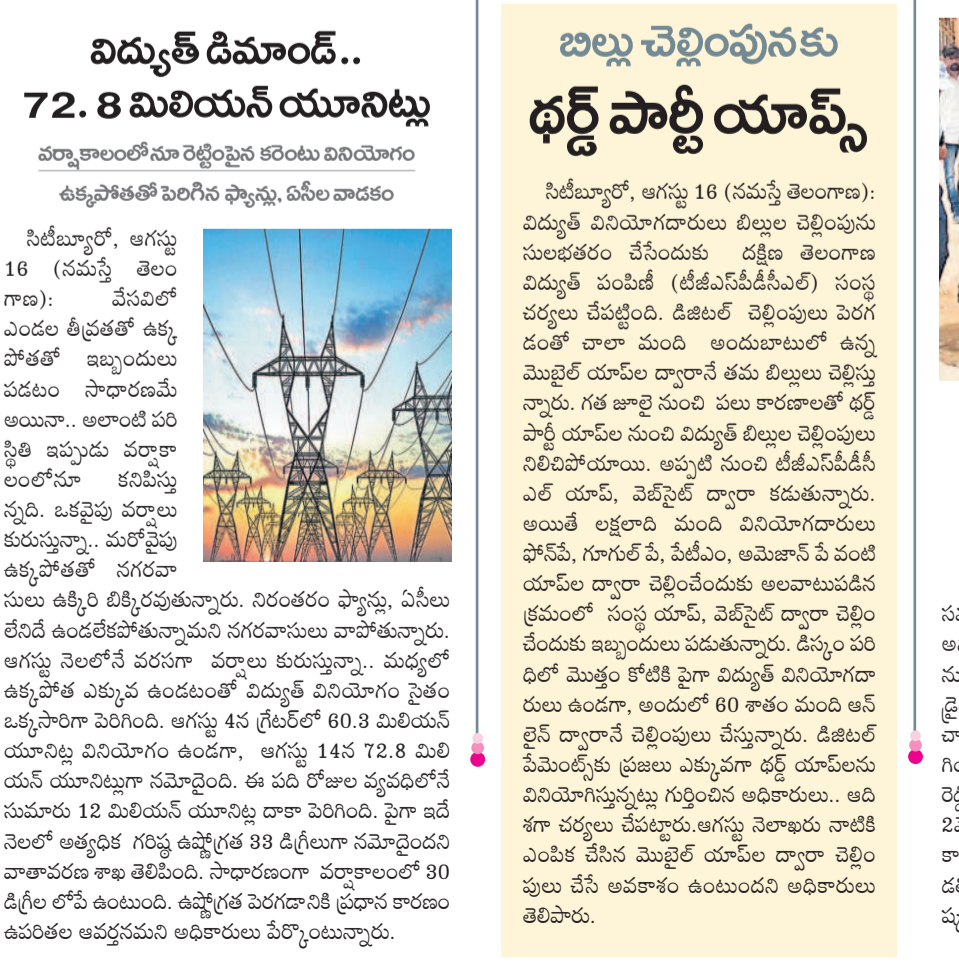 విద్యుత్ డిమాండ్..
72. 8 మిలియన్ యూనిట్లు
వర్షాకాలంలోనూ రెట్టింపైన కరెంటు వినియోగం
ఉక్కపోతతో పెరిగిన ఫ్యాన్లు, ఏసీల వాడకం
సిటీబ్యూరో, ఆగస్టు
16 (నమస్తే తెలం
గాణ): వేసవిలో
ఎండల తీవ్రతతో ఉక్క
పోతతో ఇబ్బందులు
పడటం సాధారణమే
అయినా.. అలాంటి పరి
స్థితి ఇప్పుడు వర్షాకా
లంలోనూ కనిపిస్తు
న్నది. ఒకవైపు వర్షాలు
కురుస్తున్నా.. మరోవైపు
ఉక్కపోతతో నగరవా
సులు ఉక్కిరి బిక్కిరవుతున్నారు. నిరంతరం ఫ్యాన్లు, ఏసీలు
లేనిదే ఉండలేకపోతున్నామని నగరవాసులు వాపోతున్నారు.
ఆగస్టు నెలలోనే వరసగా వర్షాలు కురుస్తున్నా.. మధ్యలో
ఉక్కపోత ఎక్కువ ఉండటంతో విద్యుత్ వినియోగం సైతం
ఒక్కసారిగా పెరిగింది. ఆగస్టు 4న గ్రేటర్‌లో 60.3 మిలియన్
యూనిట్ల వినియోగం ఉండగా, ఆగస్టు 14న 72.8 మిలి
యన్ యూనిట్లుగా నమోదైంది. ఈ పది రోజుల వ్యవధిలోనే
సుమారు 12 మిలియన్ యూనిట్ల దాకా పెరిగింది. పైగా ఇదే
నెలలో అత్యధిక గరిష్ఠ ఉష్ణోగ్రత 33 డిగ్రీలుగా నమోదైందని
వాతావరణ శాఖ తెలిపింది. సాధారణంగా వర్షాకాలంలో 30
డిగ్రీల లోపే ఉంటుంది. ఉష్ణోగ్రత పెరగడానికి ప్రధాన కారణం
ఉపరితల ఆవర్తనమని అధికారులు పేర్కొంటున్నారు.
బిల్లు చెల్లింపునకు
థర్డ్ పార్టీ యాప్స్
సిటీబ్యూరో, ఆగస్టు 16 (నమస్తే తెలంగాణ):
విద్యుత్ వినియోగదారులు బిల్లుల చెల్లింపును
సులభతరం చేసేందుకు దక్షిణ తెలంగాణ
విద్యుత్ పంపిణీ (టీజీఎస్‌పీడీసీఎల్) సంస్థ
చర్యలు చేపట్టింది. డిజిటల్ చెల్లింపులు పెరగ
డంతో చాలా మంది అందుబాటులో ఉన్న
మొబైల్ యాప్‌ల ద్వారానే తమ బిల్లులు చెల్లిస్తు
న్నారు. గత జూలై నుంచి పలు కారణాలతో థర్డ్
పార్టీ యాప్‌ల నుంచి విద్యుత్ బిల్లుల చెల్లింపులు
నిలిచిపోయాయి. అప్పటి నుంచి టీజీఎస్‌పీడీసీ
ఎల్ యాప్, వెబ్‌సైట్ ద్వారా కడుతున్నారు.
అయితే లక్షలాది మంది వినియోగదారులు
ఫోన్‌పే, గూగుల్ పే, పేటీఎం, అమెజాన్ పే వంటి
యాప్‌ల ద్వారా చెల్లించేందుకు అలవాటుపడిన
క్రమంలో సంస్థ యాప్, వెబ్‌సైట్ ద్వారా చెల్లిం
చేందుకు ఇబ్బందులు పడుతున్నారు. డిస్కం పరి
ధిలో మొత్తం కోటికి పైగా విద్యుత్ వినియోగదా
రులు ఉండగా, అందులో 60 శాతం మంది ఆన్
లైన్ ద్వారానే చెల్లింపులు చేస్తున్నారు. డిజిటల్
పేమెంట్స్‌కు ప్రజలు ఎక్కువగా థర్డ్ యాప్‌లను
వినియోగిస్తున్నట్లు గుర్తించిన అధికారులు.. ఆది
శగా చర్యలు చేపట్టారు.ఆగస్టు నెలాఖరు నాటికి
ఎంపిక చేసిన మొబైల్ యాప్‌ల ద్వారా చెల్లిం
పులు చేసే అవకాశం ఉంటుందని అధికారులు
తెలిపారు.